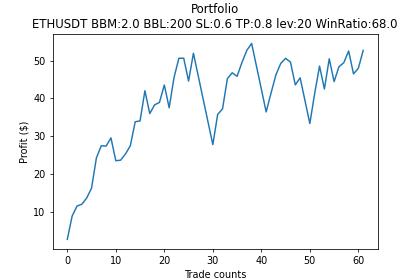 Portfolio
ETHUSDT BBM:2.0 BBL:200 SL:0.6 TP:0.8 lev:20 WinRatio:68.0
50
40
30
20
10
Profit ($)
0 10 20 30 40 50 60
Trade counts